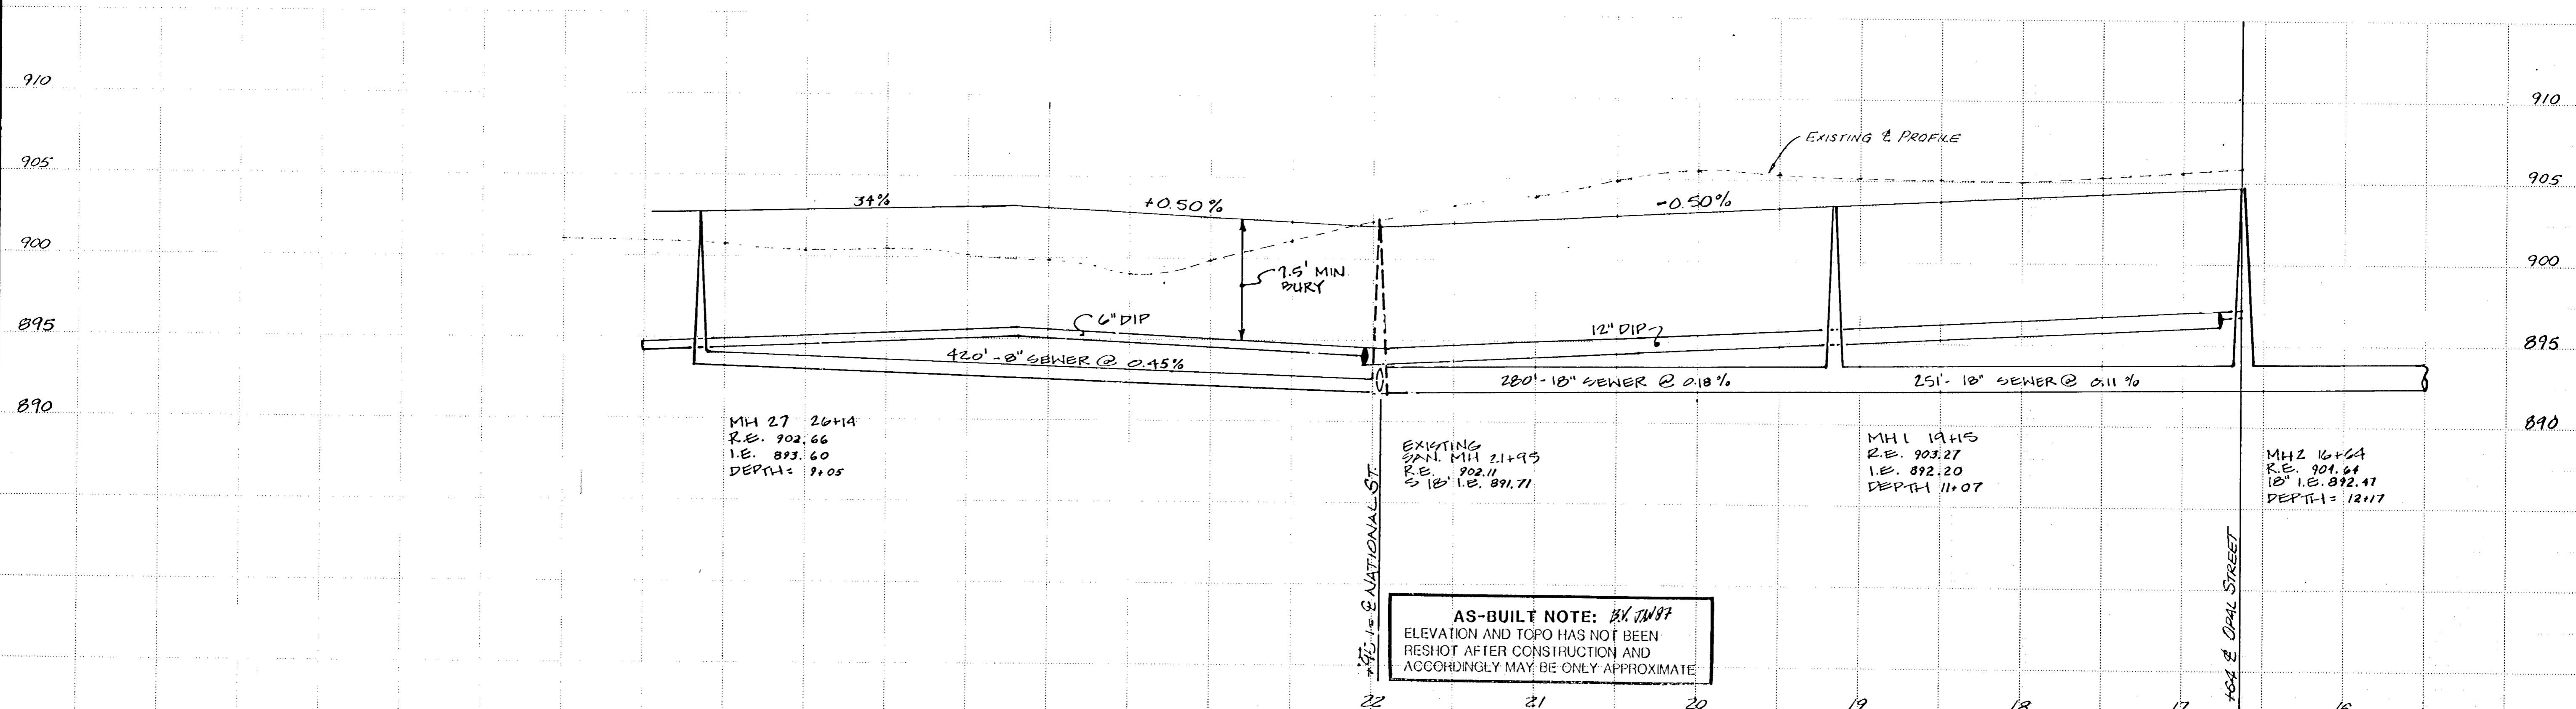 910
905
900
895
890
910
905
900
895
890
EXISTING ℄ PROFILE
34%
+0.50%
-0.50%
7.5' MIN.
BURY
6" DIP
12" DIP
420' - 8" SEWER @ 0.45%
280' - 18" SEWER @ 0.18%
251' - 18" SEWER @ 0.11 %
MH 27 26+14
R.E. 902.66
I.E. 893.60
DEPTH = 9+05
EXISTING
SAN. MH 21+95
R.E. 902.11
S 18" I.E. 891.71
MH1 19+15
R.E. 903.27
I.E. 892.20
DEPTH 11+07
MH2 16+64
R.E. 904.64
18" I.E. 892.47
DEPTH = 12+17
℄ NATIONAL ST.
+64 ℄ OPAL STREET
AS-BUILT NOTE: B.V. JAN 87
ELEVATION AND TOPO HAS NOT BEEN
RESHOT AFTER CONSTRUCTION AND
ACCORDINGLY MAY BE ONLY APPROXIMATE
22 21 20 19 18 17 16